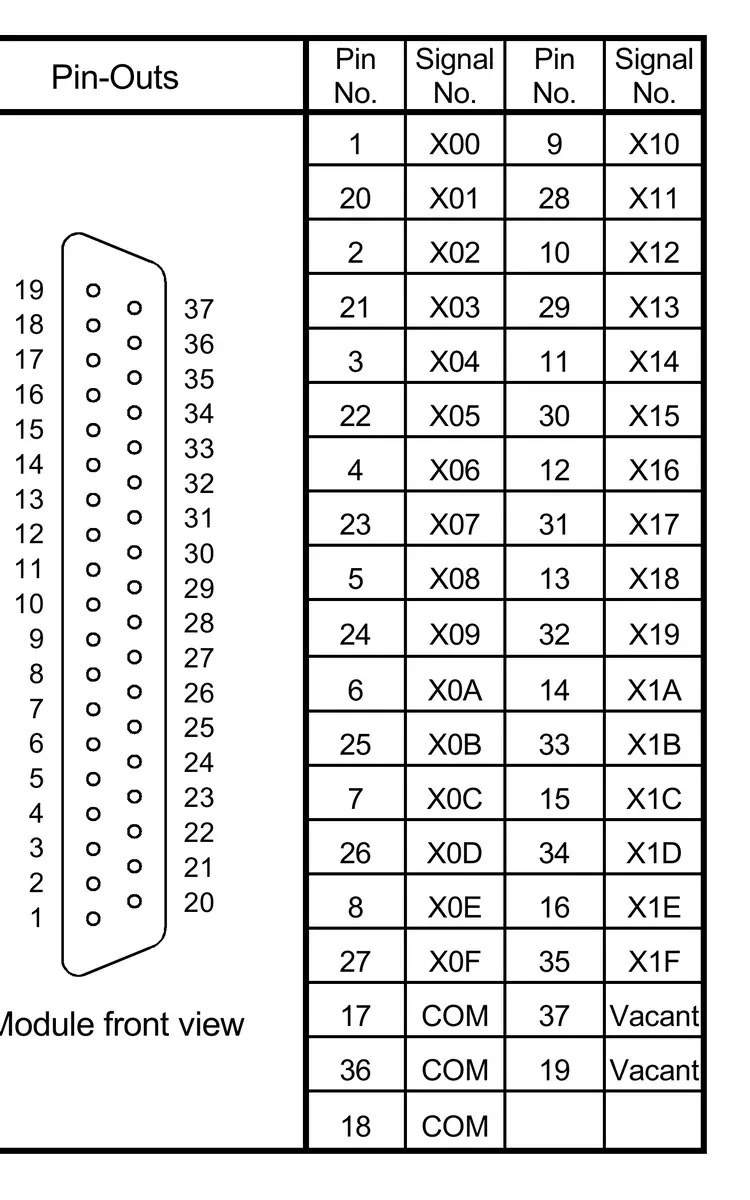 Pin-Outs
Pin No. Signal No. Pin No. Signal No.
1 X00 9 X10
20 X01 28 X11
2 X02 10 X12
21 X03 29 X13
3 X04 11 X14
22 X05 30 X15
4 X06 12 X16
23 X07 31 X17
5 X08 13 X18
24 X09 32 X19
6 X0A 14 X1A
25 X0B 33 X1B
7 X0C 15 X1C
26 X0D 34 X1D
8 X0E 16 X1E
27 X0F 35 X1F
17 COM 37 Vacant
36 COM 19 Vacant
18 COM
19
37
18
36
17
35
16
34
15
33
14
32
13
31
12
30
11
29
10
28
9
27
8
26
7
25
6
24
5
23
4
22
3
21
2
20
1
Module front view